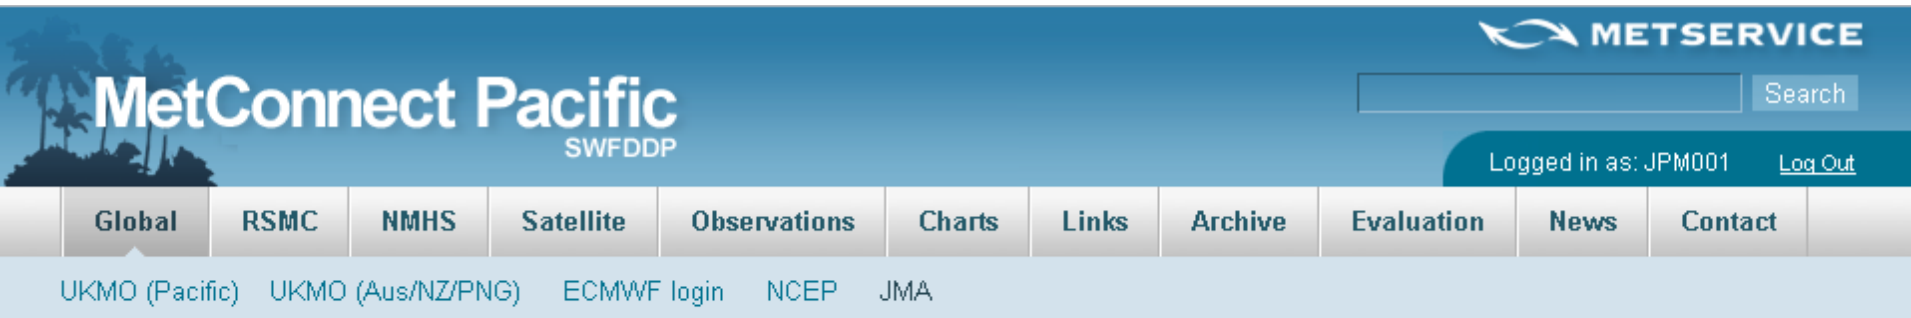 METSERVICE
MetConnect Pacific
Search
SWFDDP
Logged in as: JPM001 Log Out
Global RSMC NMHS Satellite Observations Charts Links Archive Evaluation News Contact
UKMO (Pacific) UKMO (Aus/NZ/PNG) ECMWF login NCEP JMA